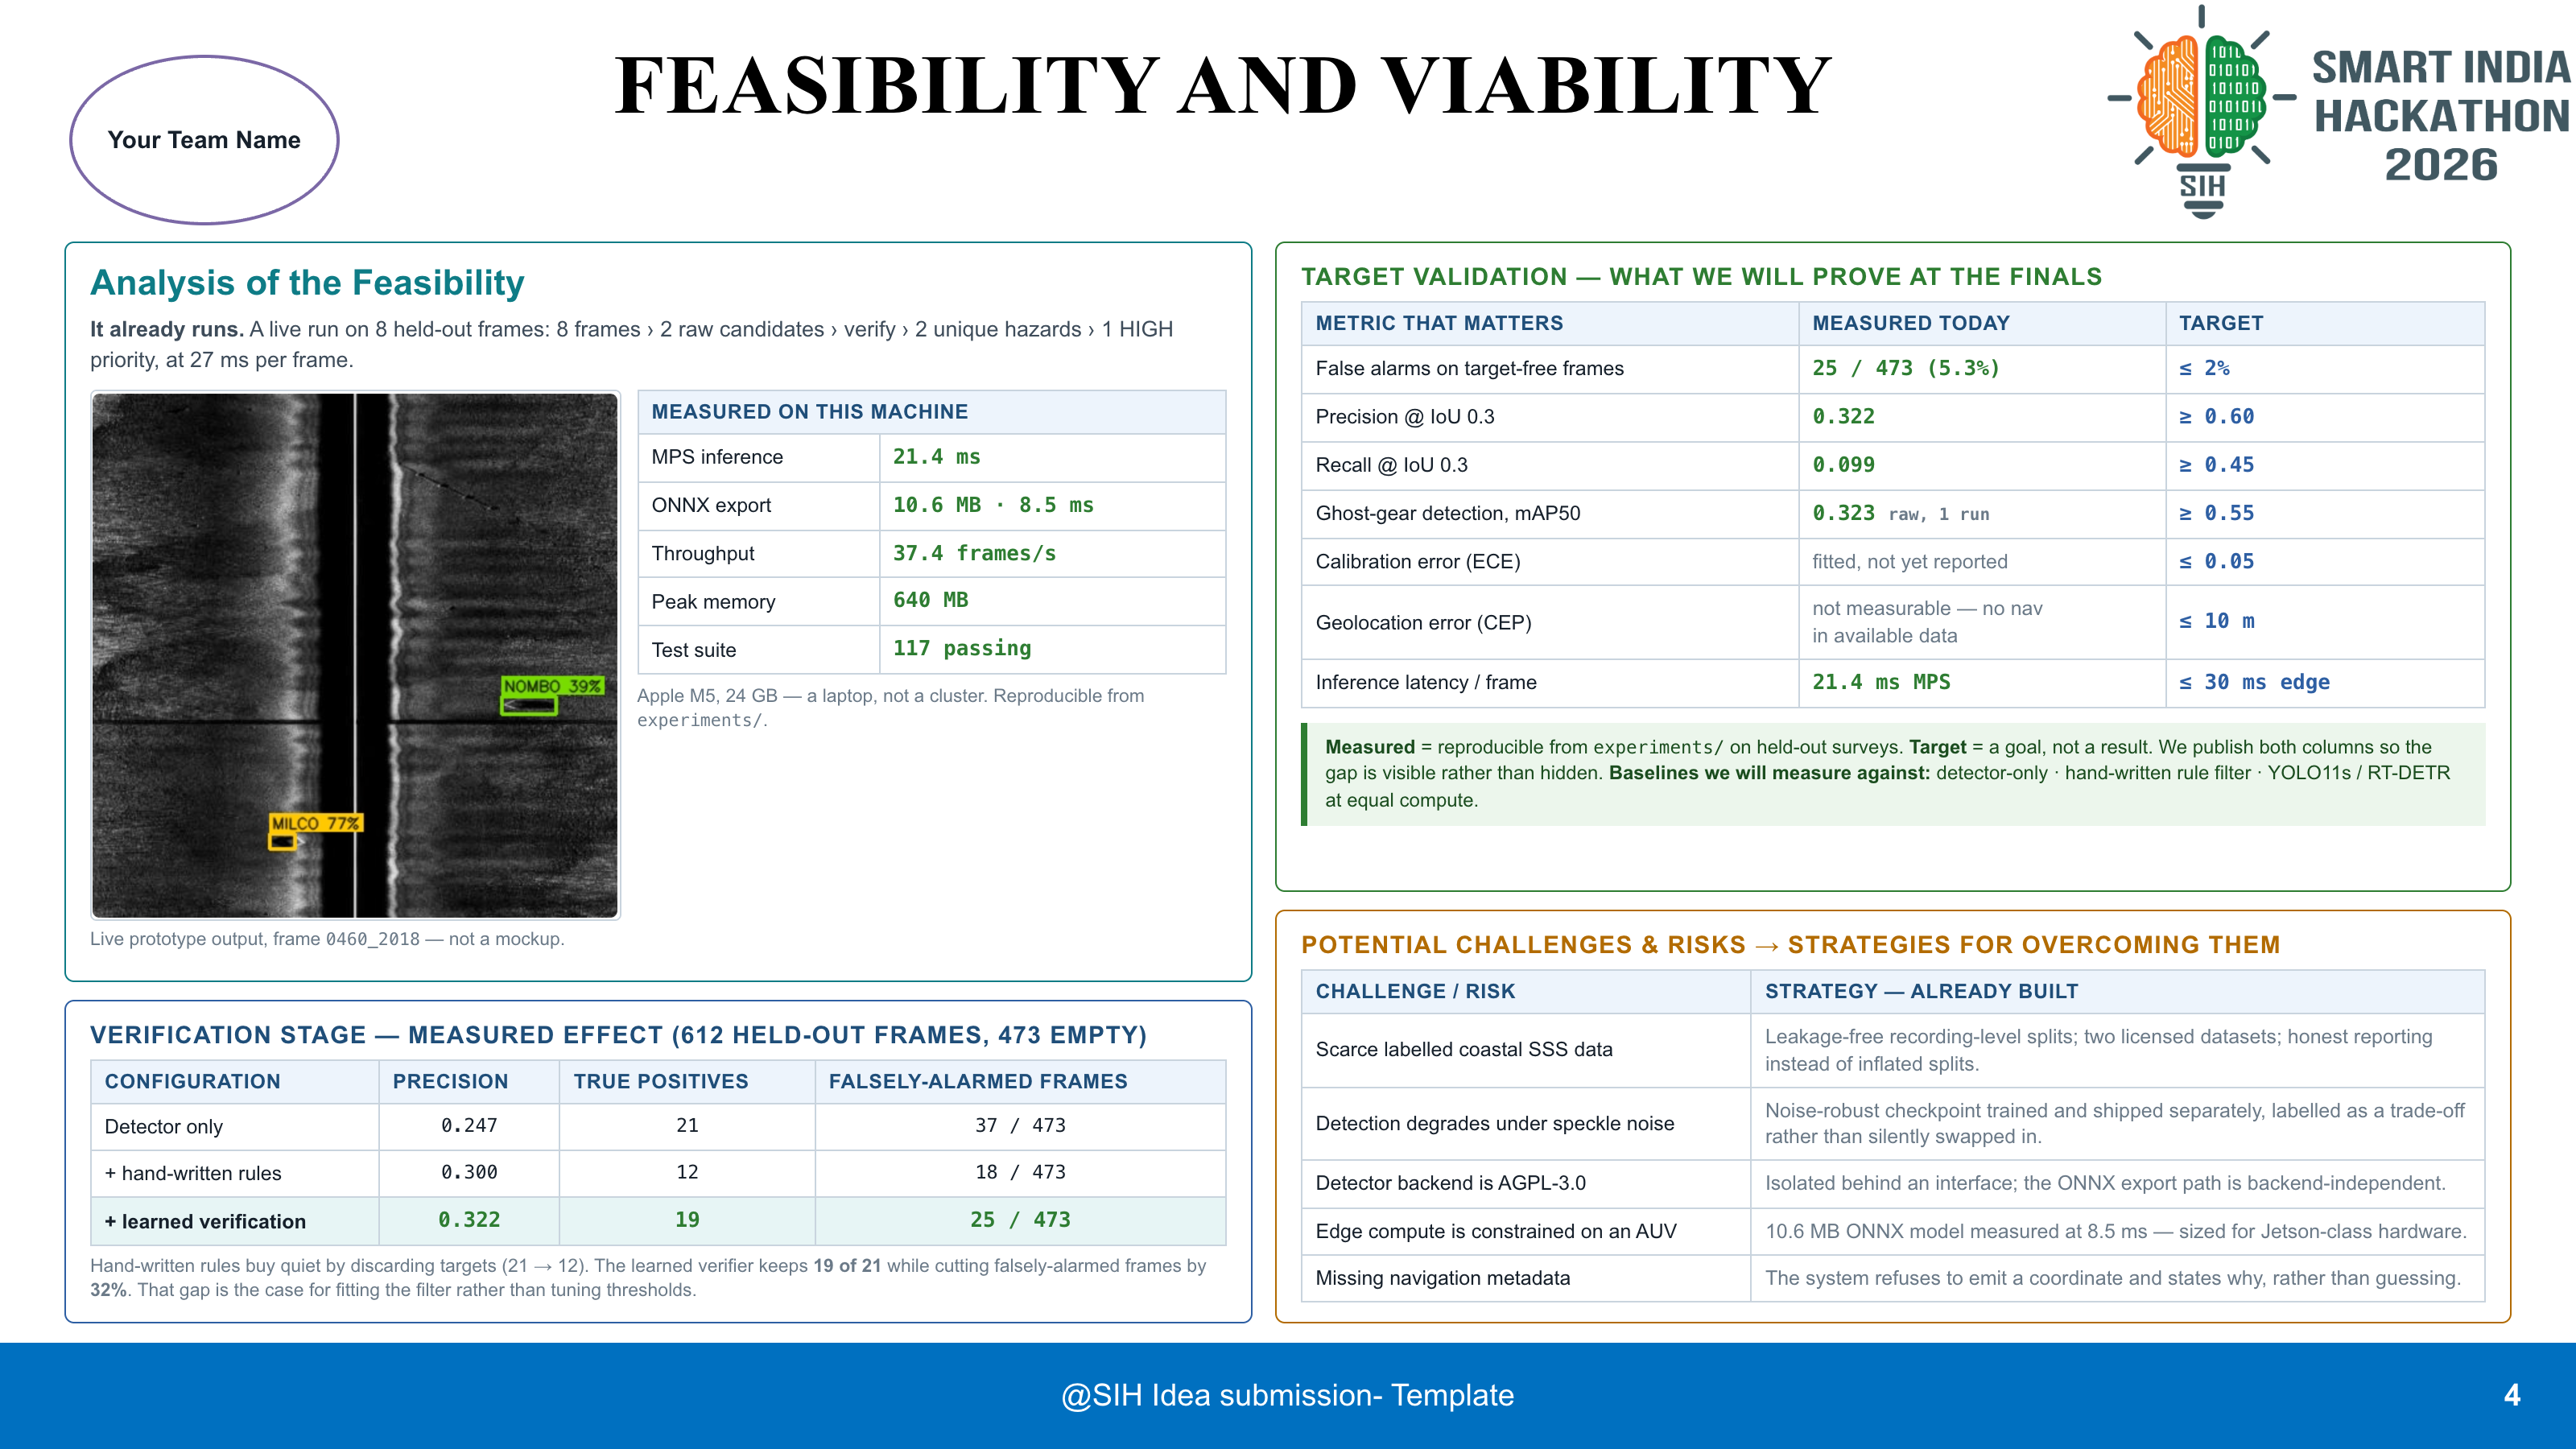 Your Team Name
FEASIBILITY AND VIABILITY
SMART INDIA
HACKATHON
2026
SIH
Analysis of the Feasibility
It already runs. A live run on 8 held-out frames: 8 frames › 2 raw candidates › verify › 2 unique hazards › 1 HIGH
priority, at 27 ms per frame.
NOMBO 39%
MILCO 77%
Live prototype output, frame 0460_2018 — not a mockup.
MEASURED ON THIS MACHINE
MPS inference 21.4 ms
ONNX export 10.6 MB · 8.5 ms
Throughput 37.4 frames/s
Peak memory 640 MB
Test suite 117 passing
Apple M5, 24 GB — a laptop, not a cluster. Reproducible from
experiments/.
VERIFICATION STAGE — MEASURED EFFECT (612 HELD-OUT FRAMES, 473 EMPTY)
CONFIGURATION PRECISION TRUE POSITIVES FALSELY-ALARMED FRAMES
Detector only 0.247 21 37 / 473
+ hand-written rules 0.300 12 18 / 473
+ learned verification 0.322 19 25 / 473
Hand-written rules buy quiet by discarding targets (21 → 12). The learned verifier keeps 19 of 21 while cutting falsely-alarmed frames by
32%. That gap is the case for fitting the filter rather than tuning thresholds.
TARGET VALIDATION — WHAT WE WILL PROVE AT THE FINALS
METRIC THAT MATTERS MEASURED TODAY TARGET
False alarms on target-free frames 25 / 473 (5.3%) ≤ 2%
Precision @ IoU 0.3 0.322 ≥ 0.60
Recall @ IoU 0.3 0.099 ≥ 0.45
Ghost-gear detection, mAP50 0.323 raw, 1 run ≥ 0.55
Calibration error (ECE) fitted, not yet reported ≤ 0.05
Geolocation error (CEP) not measurable — no nav
in available data ≤ 10 m
Inference latency / frame 21.4 ms MPS ≤ 30 ms edge
Measured = reproducible from experiments/ on held-out surveys. Target = a goal, not a result. We publish both columns so the
gap is visible rather than hidden. Baselines we will measure against: detector-only · hand-written rule filter · YOLO11s / RT-DETR
at equal compute.
POTENTIAL CHALLENGES & RISKS → STRATEGIES FOR OVERCOMING THEM
CHALLENGE / RISK STRATEGY — ALREADY BUILT
Scarce labelled coastal SSS data Leakage-free recording-level splits; two licensed datasets; honest reporting
instead of inflated splits.
Detection degrades under speckle noise Noise-robust checkpoint trained and shipped separately, labelled as a trade-off
rather than silently swapped in.
Detector backend is AGPL-3.0 Isolated behind an interface; the ONNX export path is backend-independent.
Edge compute is constrained on an AUV 10.6 MB ONNX model measured at 8.5 ms — sized for Jetson-class hardware.
Missing navigation metadata The system refuses to emit a coordinate and states why, rather than guessing.
@SIH Idea submission- Template
4